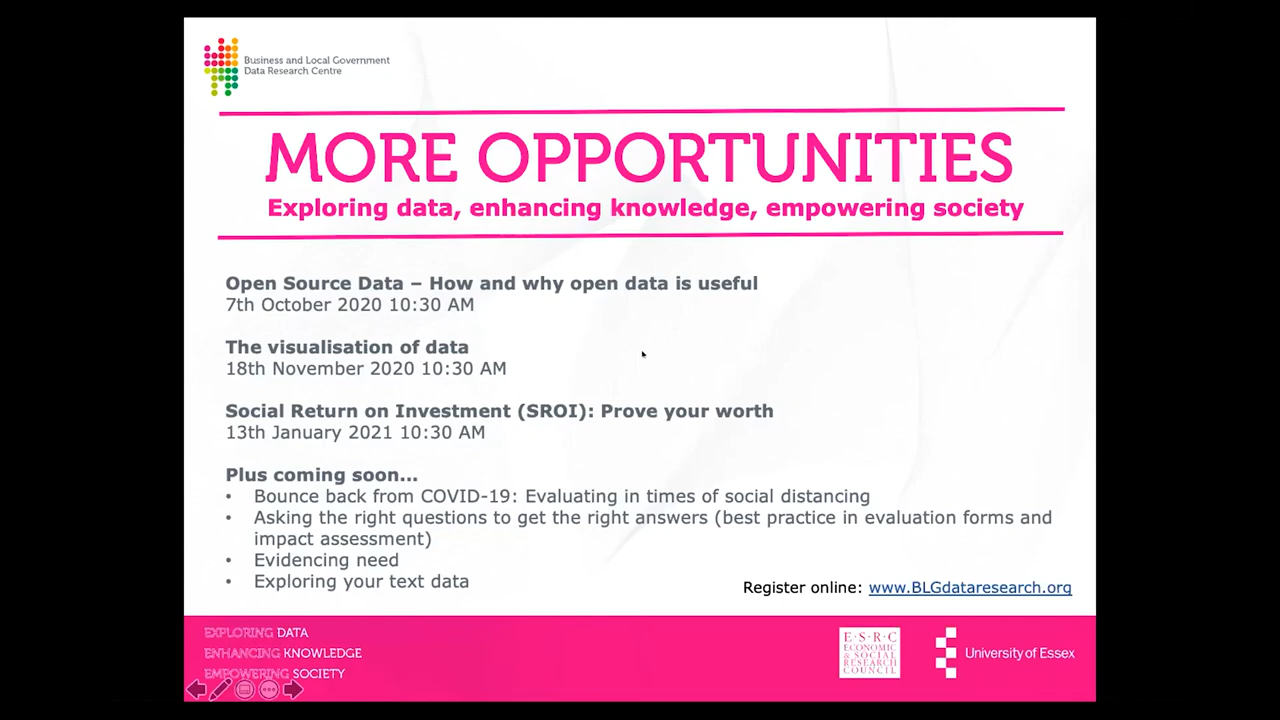 Business and Local Government
Data Research Centre
MORE OPPORTUNITIES
Exploring data, enhancing knowledge, empowering society
Open Source Data – How and why open data is useful
7th October 2020 10:30 AM
The visualisation of data
18th November 2020 10:30 AM
Social Return on Investment (SROI): Prove your worth
13th January 2021 10:30 AM
Plus coming soon...
• Bounce back from COVID-19: Evaluating in times of social distancing
• Asking the right questions to get the right answers (best practice in evaluation forms and
impact assessment)
• Evidencing need
• Exploring your text data
Register online: www.BLGdataresearch.org
EXPLORING DATA
ENHANCING KNOWLEDGE
EMPOWERING SOCIETY
E·S·R·C
ECONOMIC
& SOCIAL
RESEARCH
COUNCIL
University of Essex